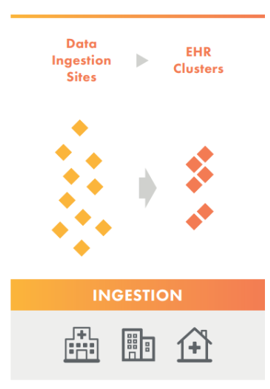 Data
Ingestion
Sites
EHR
Clusters
INGESTION